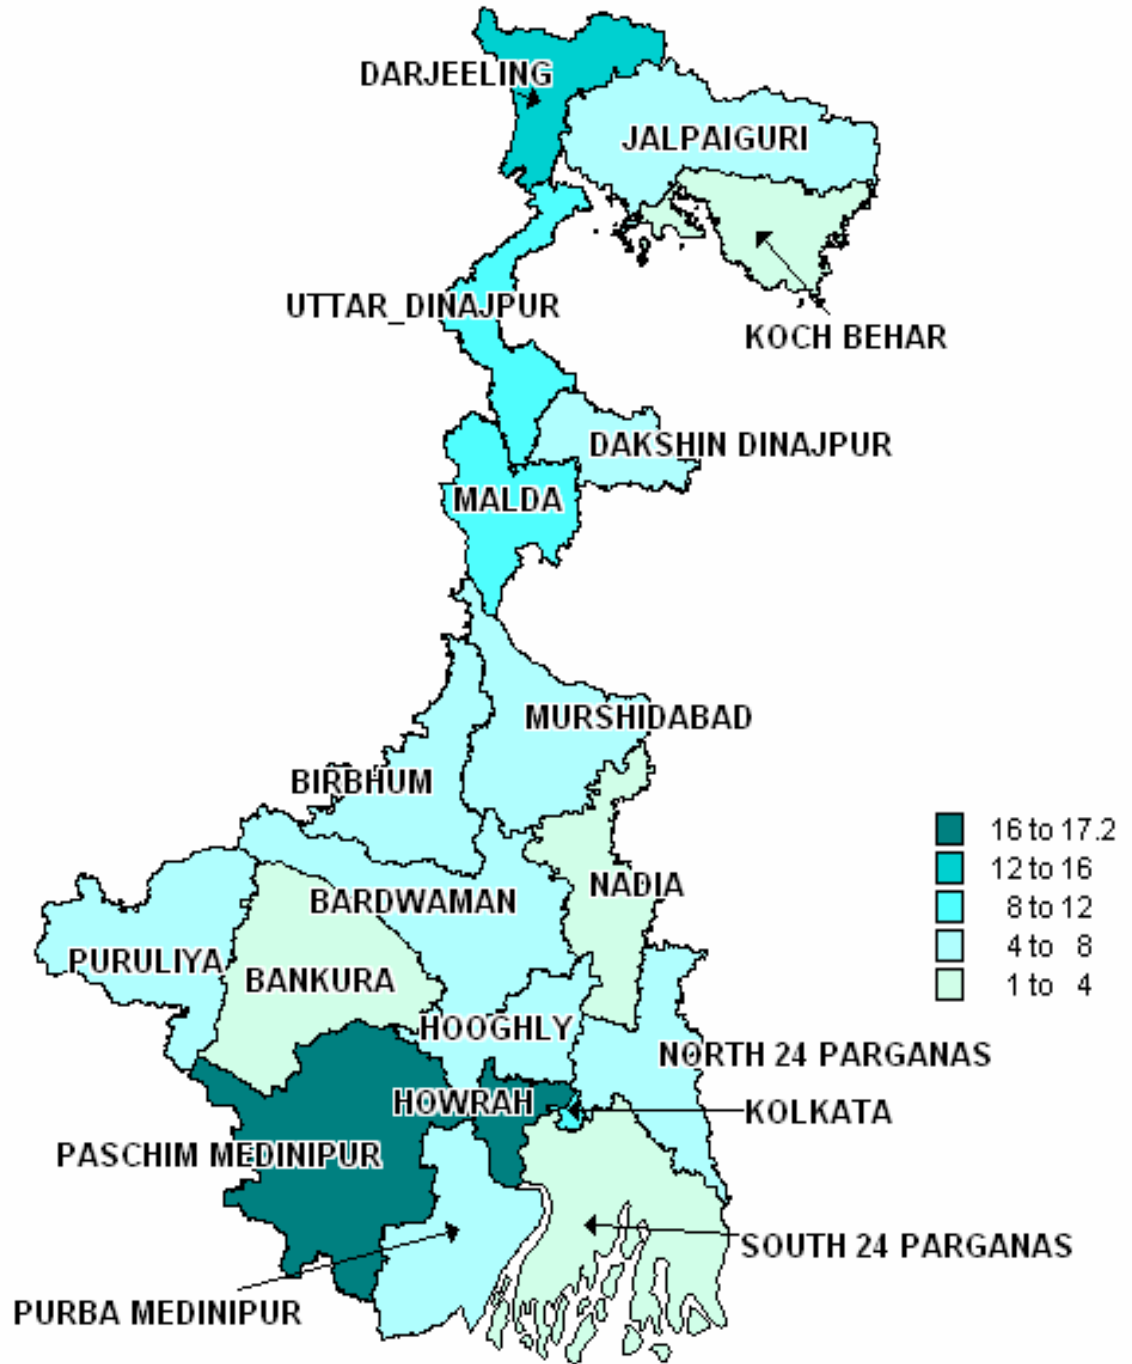 DARJEELING
JALPAIGURI
UTTAR_DINAJPUR
KOCH BEHAR
DAKSHIN DINAJPUR
MALDA
MURSHIDABAD
BIRBHUM
16 to 17.2
12 to 16
8 to 12
4 to 8
1 to 4
NADIA
BARDWAMAN
PURULIYA
BANKURA
HOOGHLY
NORTH 24 PARGANAS
HOWRAH
KOLKATA
PASCHIM MEDINIPUR
SOUTH 24 PARGANAS
PURBA MEDINIPUR